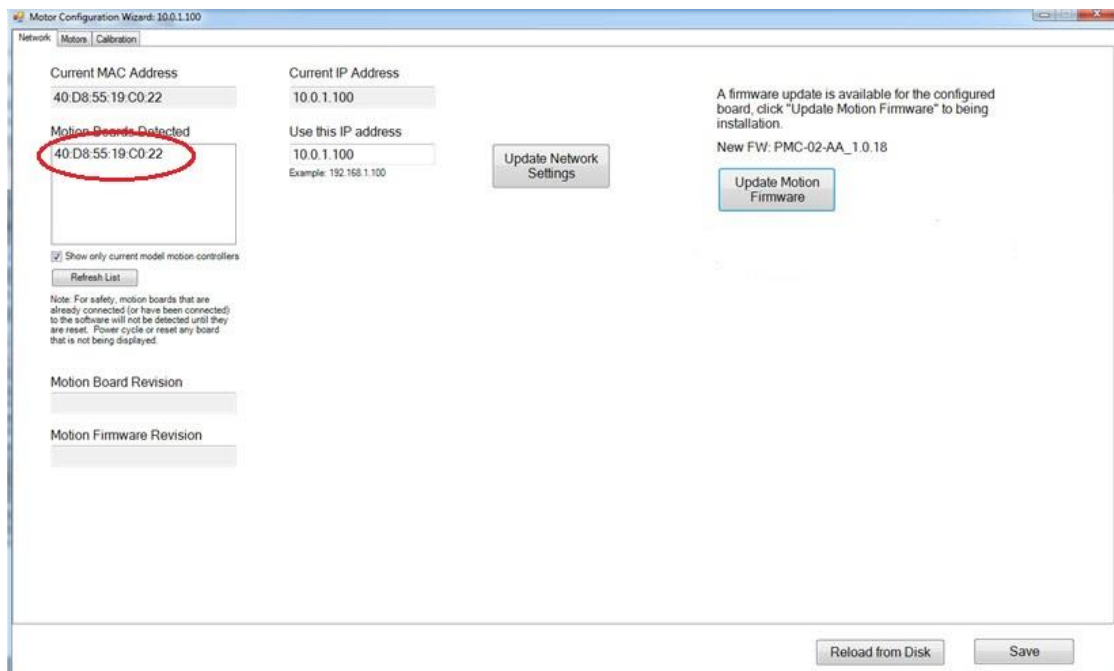 Motor Configuration Wizard: 10.0.1.100
Network Motors Calibration
Current MAC Address
40:D8:55:19:C0:22
Motion Boards Detected
40:D8:55:19:C0:22
Show only current model motion controllers
Refresh List
Note: For safety, motion boards that are
already connected (or have been connected)
to the software will not be detected until they
are reset. Power cycle or reset any board
that is not being displayed.
Motion Board Revision
Motion Firmware Revision
Current IP Address
10.0.1.100
Use this IP address
10.0.1.100
Example: 192.168.1.100
Update Network
Settings
A firmware update is available for the configured
board, click "Update Motion Firmware" to being
installation.
New FW: PMC-02-AA_1.0.18
Update Motion
Firmware
Reload from Disk
Save